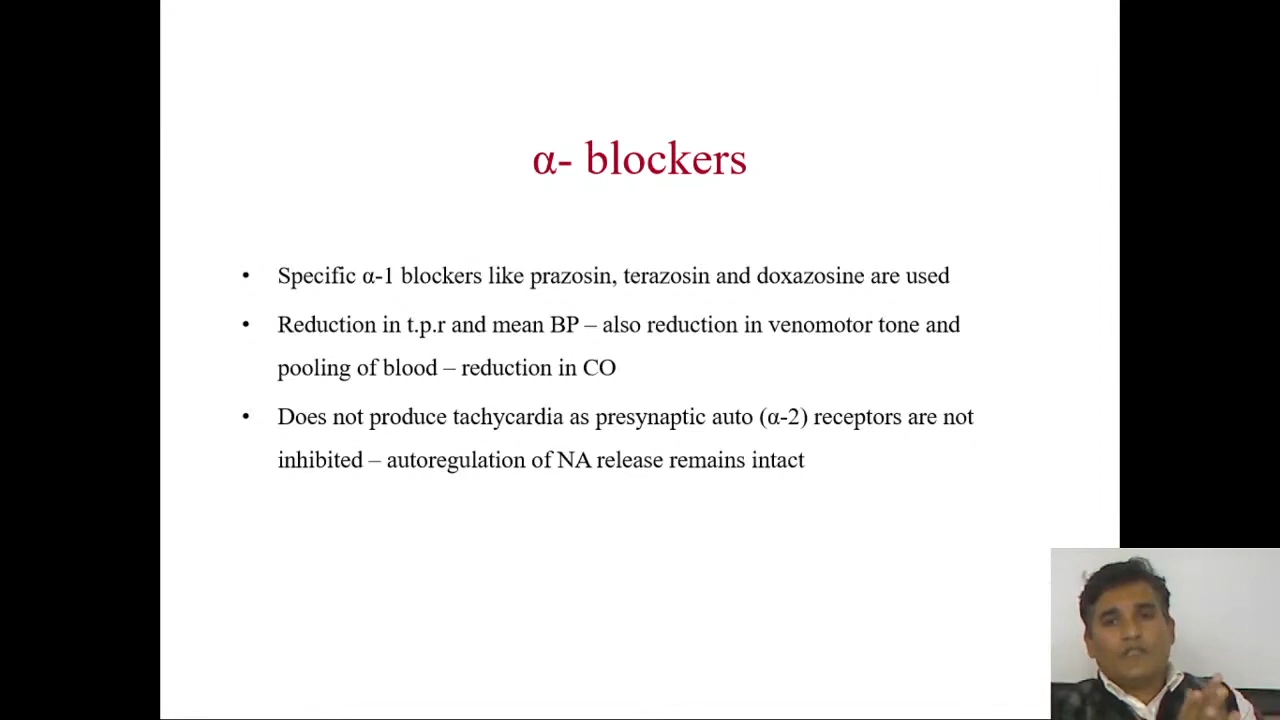 α- blockers
• Specific α-1 blockers like prazosin, terazosin and doxazosine are used
• Reduction in t.p.r and mean BP – also reduction in venomotor tone and
pooling of blood – reduction in CO
• Does not produce tachycardia as presynaptic auto (α-2) receptors are not
inhibited – autoregulation of NA release remains intact